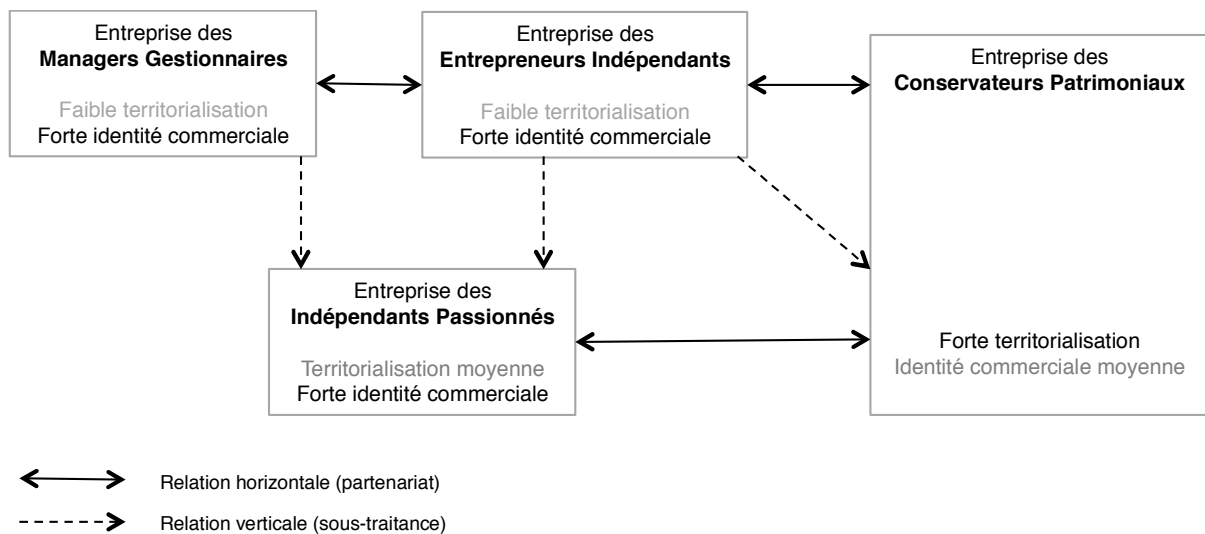 Entreprise des
Managers Gestionnaires
Faible territorialisation
Forte identité commerciale
Entreprise des
Entrepreneurs Indépendants
Faible territorialisation
Forte identité commerciale
Entreprise des
Conservateurs Patrimoniaux
Forte territorialisation
Identité commerciale moyenne
Entreprise des
Indépendants Passionnés
Territorialisation moyenne
Forte identité commerciale
Relation horizontale (partenariat)
Relation verticale (sous-traitance)